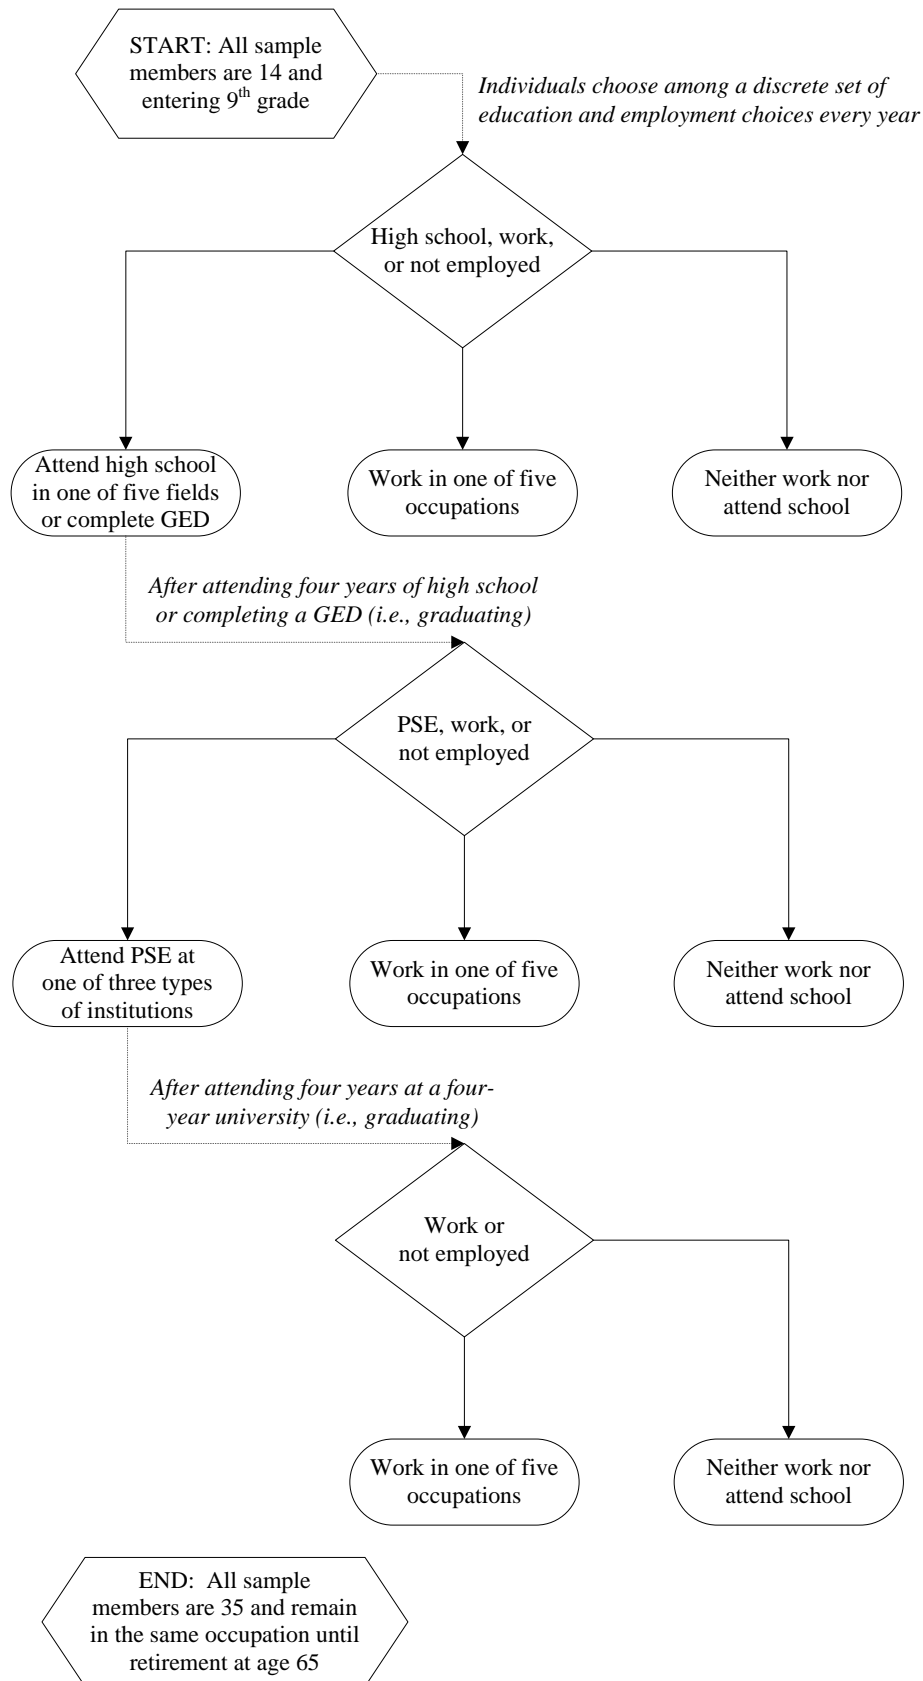 START: All sample
members are 14 and
entering 9th grade
Individuals choose among a discrete set of
education and employment choices every year
High school, work,
or not employed
Attend high school
in one of five fields
or complete GED
Work in one of five
occupations
Neither work nor
attend school
After attending four years of high school
or completing a GED (i.e., graduating)
PSE, work, or
not employed
Attend PSE at
one of three types
of institutions
Work in one of five
occupations
Neither work nor
attend school
After attending four years at a four-
year university (i.e., graduating)
Work or
not employed
Work in one of five
occupations
Neither work nor
attend school
END:  All sample
members are 35 and remain
in the same occupation until
retirement at age 65